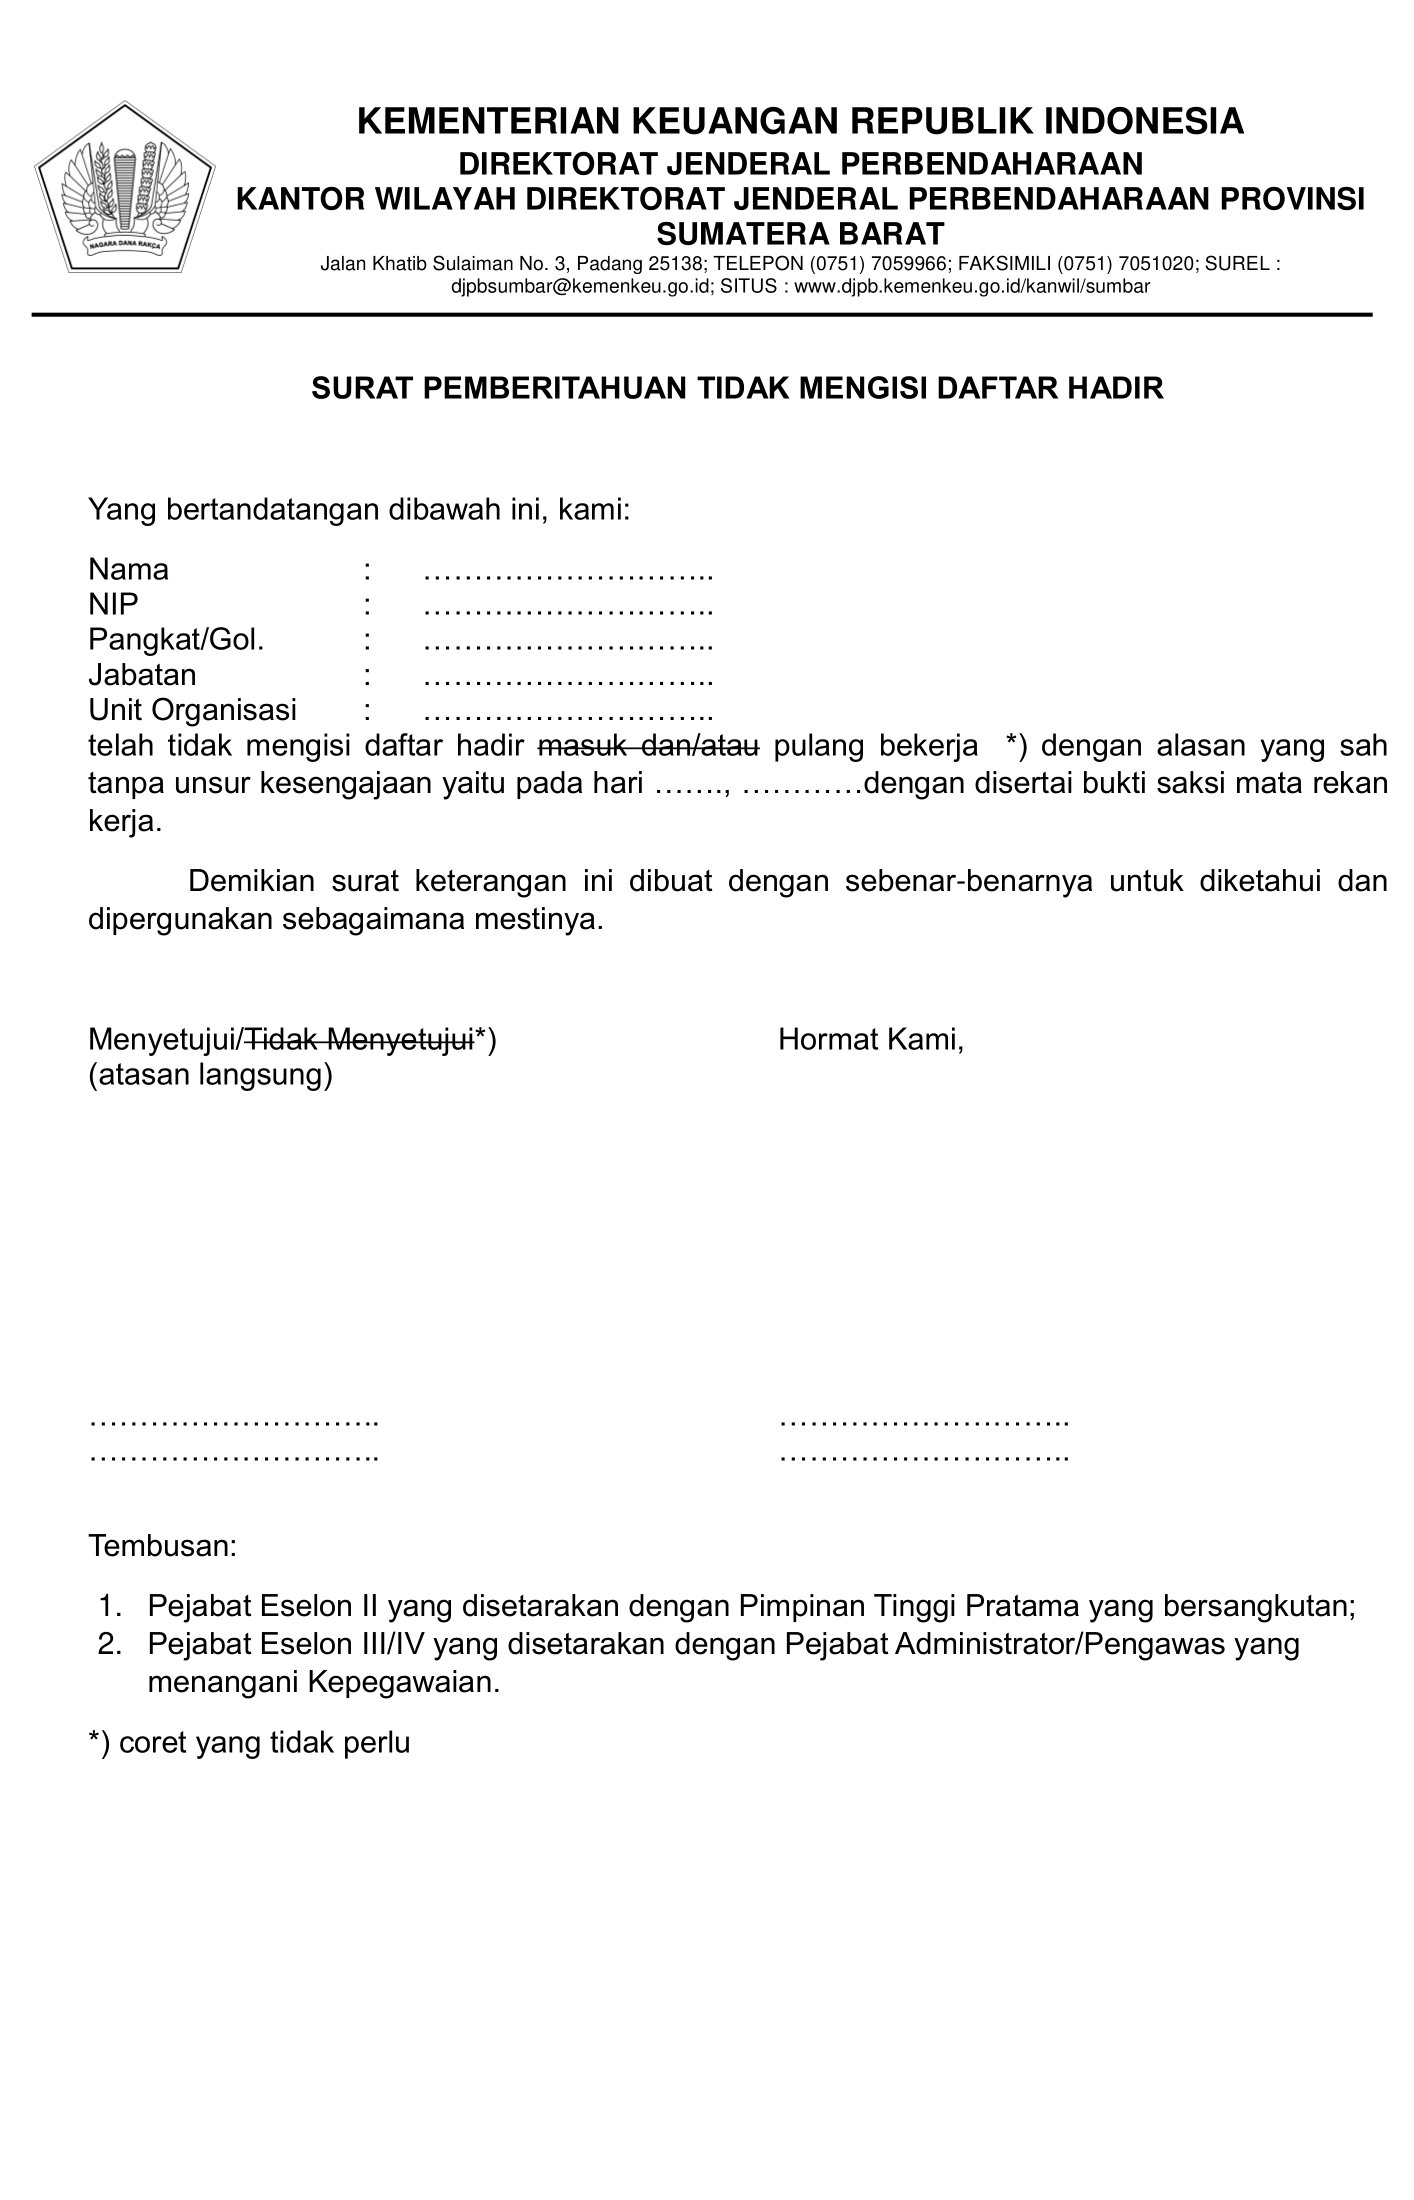 NAGARA DANA RAKÇA
KEMENTERIAN KEUANGAN REPUBLIK INDONESIA
DIREKTORAT JENDERAL PERBENDAHARAAN
KANTOR WILAYAH DIREKTORAT JENDERAL PERBENDAHARAAN PROVINSI
SUMATERA BARAT
Jalan Khatib Sulaiman No. 3, Padang 25138; TELEPON (0751) 7059966; FAKSIMILI (0751) 7051020; SUREL :
djpbsumbar@kemenkeu.go.id; SITUS : www.djpb.kemenkeu.go.id/kanwil/sumbar
SURAT PEMBERITAHUAN TIDAK MENGISI DAFTAR HADIR
Yang bertandatangan dibawah ini, kami:
Nama : ………………………..
NIP : ………………………..
Pangkat/Gol. : ………………………..
Jabatan : ………………………..
Unit Organisasi : ………………………..
telah tidak mengisi daftar hadir masuk dan/atau pulang bekerja *) dengan alasan yang sah
tanpa unsur kesengajaan yaitu pada hari ……., …………dengan disertai bukti saksi mata rekan
kerja.
Demikian surat keterangan ini dibuat dengan sebenar-benarnya untuk diketahui dan
dipergunakan sebagaimana mestinya.
Menyetujui/Tidak Menyetujui*) Hormat Kami,
(atasan langsung)
……………………….. ………………………..
……………………….. ………………………..
Tembusan:
1. Pejabat Eselon II yang disetarakan dengan Pimpinan Tinggi Pratama yang bersangkutan;
2. Pejabat Eselon III/IV yang disetarakan dengan Pejabat Administrator/Pengawas yang
menangani Kepegawaian.
*) coret yang tidak perlu